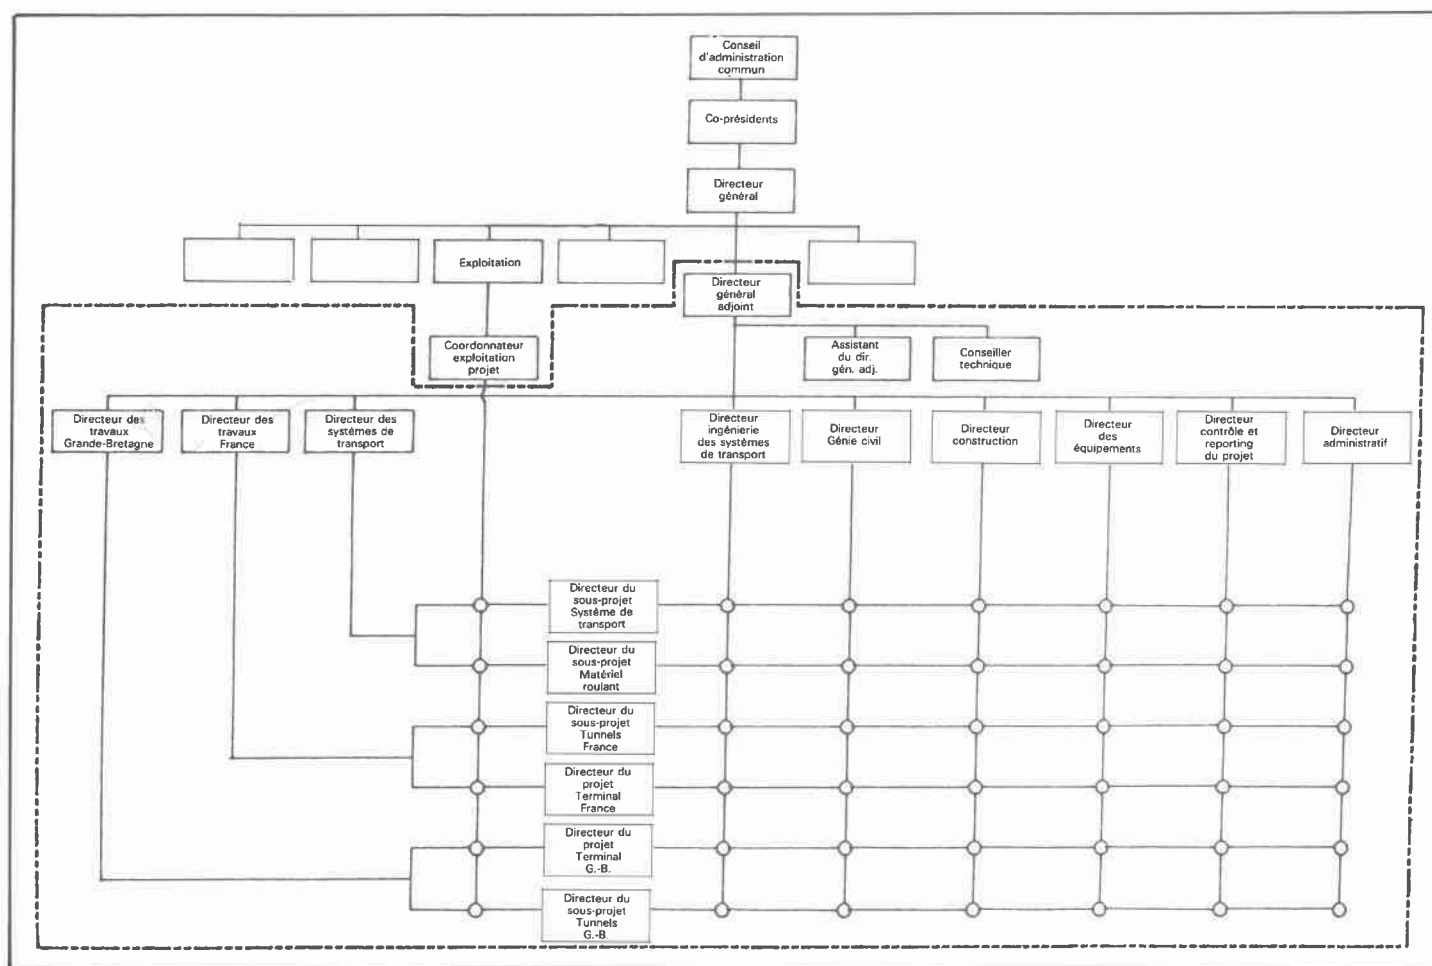 Conseil
d'administration
commun
Co-présidents
Directeur
général
Exploitation
Directeur
général
adjoint
Coordonnateur
exploitation
projet
Assistant
du dir.
gén. adj.
Conseiller
technique
Directeur des
travaux
Grande-Bretagne
Directeur des
travaux
France
Directeur des
systèmes de
transport
Directeur
ingénierie
des systèmes
de transport
Directeur
Génie civil
Directeur
construction
Directeur
des
équipements
Directeur
contrôle et
reporting
du projet
Directeur
administratif
Directeur du
sous-projet
Système de
transport
Directeur du
sous-projet
Matériel
roulant
Directeur du
sous-projet
Tunnels
France
Directeur du
projet
Terminal
France
Directeur du
projet
Terminal
G.-B.
Directeur du
sous-projet
Tunnels
G.-B.